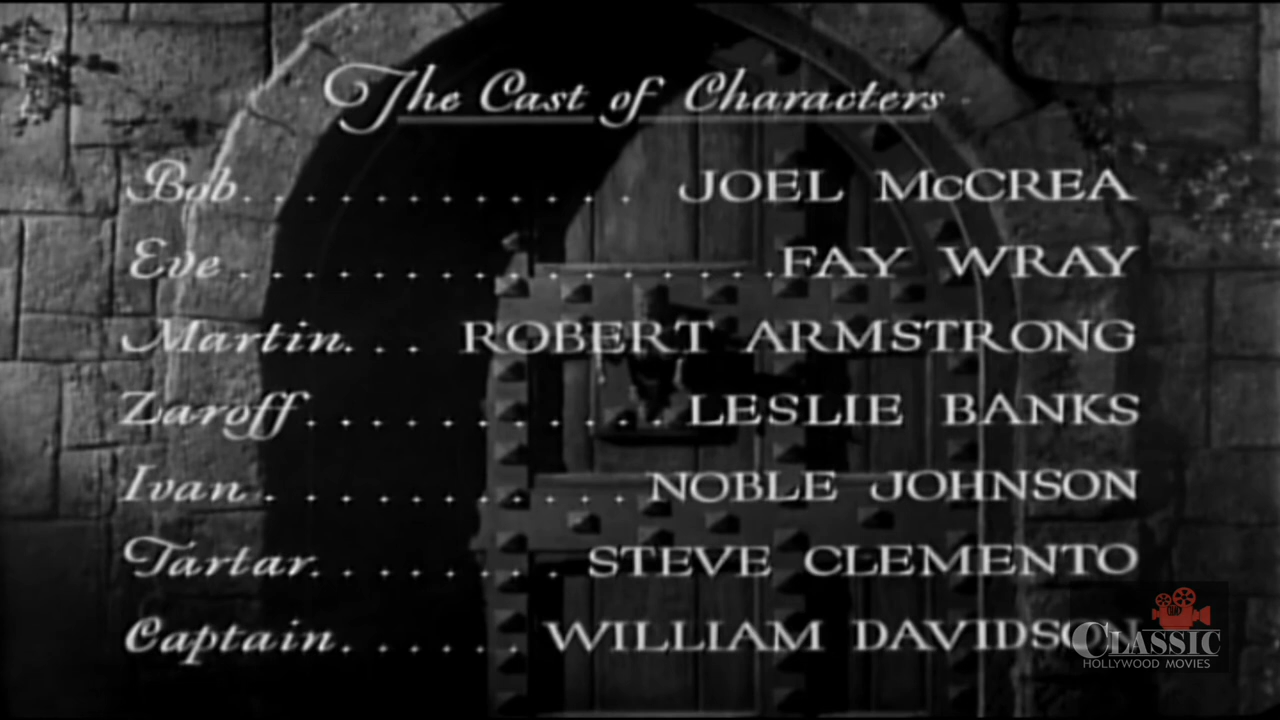 The Cast of Characters
Bob. . . . . . . . . . . . . JOEL McCREA
Eve . . . . . . . . . . . . . . . . .FAY WRAY
Martin. . . ROBERT ARMSTRONG
Zaroff. . . . . . . . . . . .LESLIE BANKS
Ivan . . . . . . . . . . . . NOBLE JOHNSON
Tartar. . . . . . . . STEVE CLEMENTO
Captain. . . . . . WILLIAM DAVIDSON
CLASSIC
HOLLYWOOD MOVIES